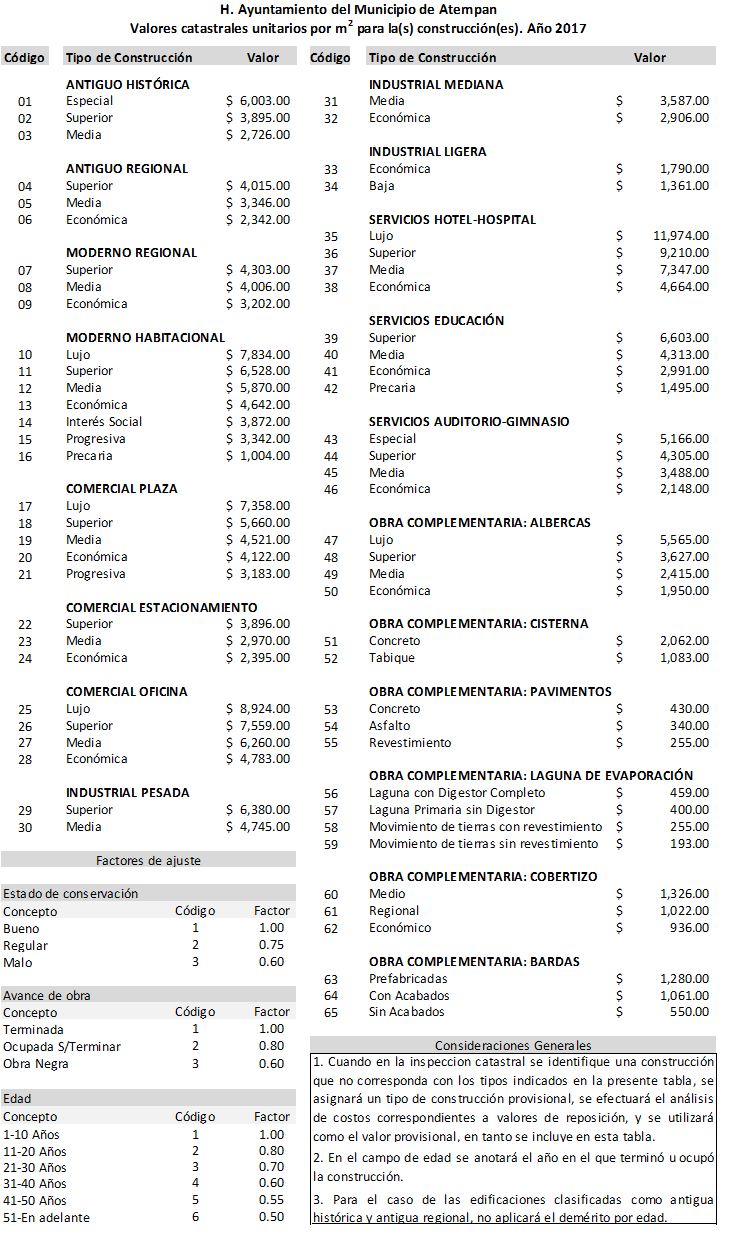 H. Ayuntamiento del Municipio de Atempan
Valores catastrales unitarios por m² para la(s) construcción(es). Año 2017
Código Tipo de Construcción Valor
ANTIGUO HISTÓRICA
01 Especial $ 6,003.00
02 Superior $ 3,895.00
03 Media $ 2,726.00
ANTIGUO REGIONAL
04 Superior $ 4,015.00
05 Media $ 3,346.00
06 Económica $ 2,342.00
MODERNO REGIONAL
07 Superior $ 4,303.00
08 Media $ 4,006.00
09 Económica $ 3,202.00
MODERNO HABITACIONAL
10 Lujo $ 7,834.00
11 Superior $ 6,528.00
12 Media $ 5,870.00
13 Económica $ 4,642.00
14 Interés Social $ 3,872.00
15 Progresiva $ 3,342.00
16 Precaria $ 1,004.00
COMERCIAL PLAZA
17 Lujo $ 7,358.00
18 Superior $ 5,660.00
19 Media $ 4,521.00
20 Económica $ 4,122.00
21 Progresiva $ 3,183.00
COMERCIAL ESTACIONAMIENTO
22 Superior $ 3,896.00
23 Media $ 2,970.00
24 Económica $ 2,395.00
COMERCIAL OFICINA
25 Lujo $ 8,924.00
26 Superior $ 7,559.00
27 Media $ 6,260.00
28 Económica $ 4,783.00
INDUSTRIAL PESADA
29 Superior $ 6,380.00
30 Media $ 4,745.00
Factores de ajuste
Estado de conservación
Concepto Código Factor
Bueno 1 1.00
Regular 2 0.75
Malo 3 0.60
Avance de obra
Concepto Código Factor
Terminada 1 1.00
Ocupada S/Terminar 2 0.80
Obra Negra 3 0.60
Edad
Concepto Código Factor
1-10 Años 1 1.00
11-20 Años 2 0.80
21-30 Años 3 0.70
31-40 Años 4 0.60
41-50 Años 5 0.55
51-En adelante 6 0.50
Código Tipo de Construcción Valor
INDUSTRIAL MEDIANA
31 Media $ 3,587.00
32 Económica $ 2,906.00
INDUSTRIAL LIGERA
33 Económica $ 1,790.00
34 Baja $ 1,361.00
SERVICIOS HOTEL-HOSPITAL
35 Lujo $ 11,974.00
36 Superior $ 9,210.00
37 Media $ 7,347.00
38 Económica $ 4,664.00
SERVICIOS EDUCACIÓN
39 Superior $ 6,603.00
40 Media $ 4,313.00
41 Económica $ 2,991.00
42 Precaria $ 1,495.00
SERVICIOS AUDITORIO-GIMNASIO
43 Especial $ 5,166.00
44 Superior $ 4,305.00
45 Media $ 3,488.00
46 Económica $ 2,148.00
OBRA COMPLEMENTARIA: ALBERCAS
47 Lujo $ 5,565.00
48 Superior $ 3,627.00
49 Media $ 2,415.00
50 Económica $ 1,950.00
OBRA COMPLEMENTARIA: CISTERNA
51 Concreto $ 2,062.00
52 Tabique $ 1,083.00
OBRA COMPLEMENTARIA: PAVIMENTOS
53 Concreto $ 430.00
54 Asfalto $ 340.00
55 Revestimiento $ 255.00
OBRA COMPLEMENTARIA: LAGUNA DE EVAPORACIÓN
56 Laguna con Digestor Completo $ 459.00
57 Laguna Primaria sin Digestor $ 400.00
58 Movimiento de tierras con revestimiento $ 255.00
59 Movimiento de tierras sin revestimiento $ 193.00
OBRA COMPLEMENTARIA: COBERTIZO
60 Medio $ 1,326.00
61 Regional $ 1,022.00
62 Económico $ 936.00
OBRA COMPLEMENTARIA: BARDAS
63 Prefabricadas $ 1,280.00
64 Con Acabados $ 1,061.00
65 Sin Acabados $ 550.00
Consideraciones Generales
1. Cuando en la inspeccion catastral se identifique una construcción
que no corresponda con los tipos indicados en la presente tabla, se
asignará un tipo de construcción provisional, se efectuará el análisis
de costos correspondientes a valores de reposición, y se utilizará
como el valor provisional, en tanto se incluye en esta tabla.
2. En el campo de edad se anotará el año en el que terminó u ocupó
la construcción.
3. Para el caso de las edificaciones clasificadas como antigua
histórica y antigua regional, no aplicará el demérito por edad.